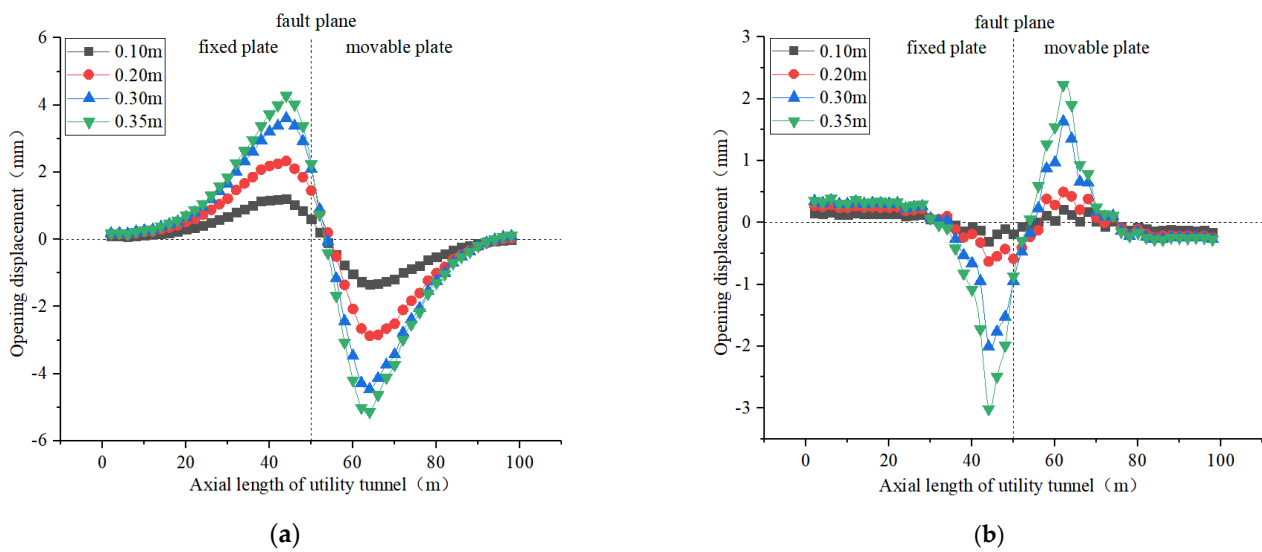 fault plane
fixed plate movable plate
0.10m
0.20m
0.30m
0.35m
6
4
2
0
-2
-4
-6
Opening displacement（mm）
0 20 40 60 80 100
Axial length of utility tunnel（m）
(a)
fault plane
fixed plate movable plate
0.10m
0.20m
0.30m
0.35m
3
2
1
0
-1
-2
-3
Opening displacement（mm）
0 20 40 60 80 100
Axial length of utility tunnel（m）
(b)